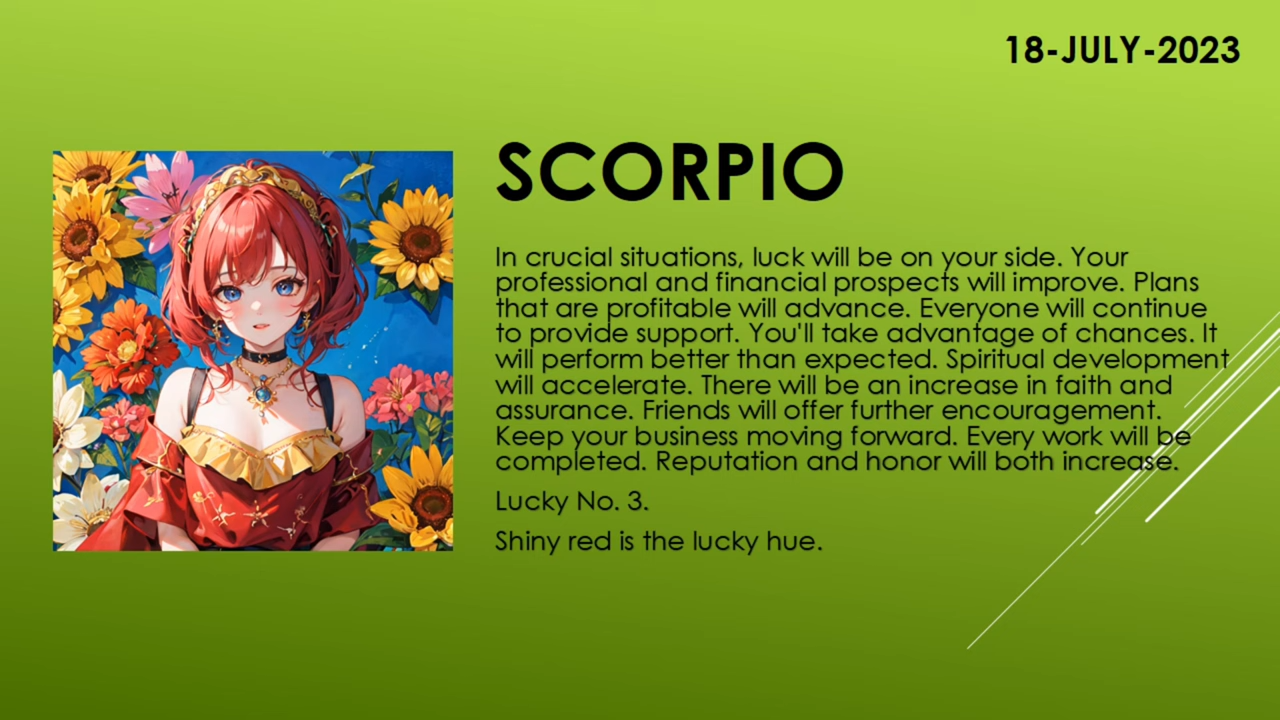 18-JULY-2023
SCORPIO
In crucial situations, luck will be on your side. Your
professional and financial prospects will improve. Plans
that are profitable will advance. Everyone will continue
to provide support. You'll take advantage of chances. It
will perform better than expected. Spiritual development
will accelerate. There will be an increase in faith and
assurance. Friends will offer further encouragement.
Keep your business moving forward. Every work will be
completed. Reputation and honor will both increase.
Lucky No. 3.
Shiny red is the lucky hue.